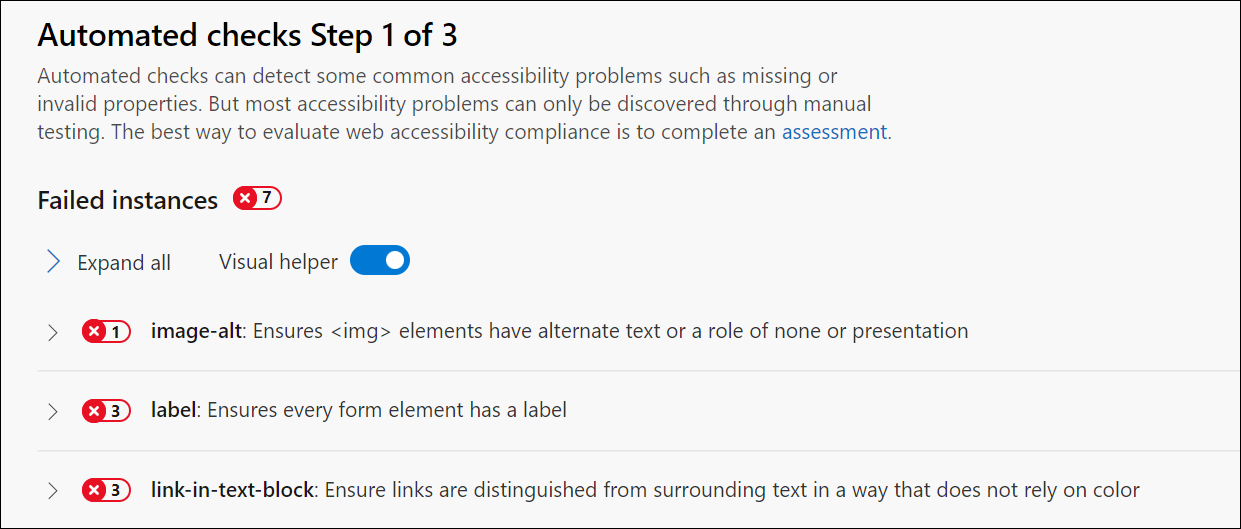 Automated checks Step 1 of 3
Automated checks can detect some common accessibility problems such as missing or
invalid properties. But most accessibility problems can only be discovered through manual
testing. The best way to evaluate web accessibility compliance is to complete an assessment.
Failed instances 7
Expand all Visual helper
1 image-alt: Ensures <img> elements have alternate text or a role of none or presentation
3 label: Ensures every form element has a label
3 link-in-text-block: Ensure links are distinguished from surrounding text in a way that does not rely on color